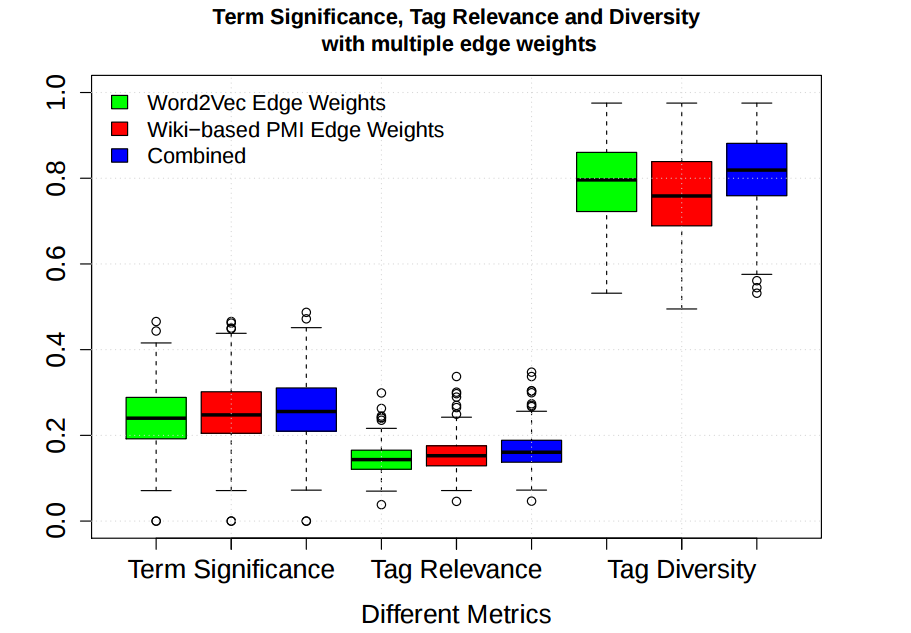 Term Significance, Tag Relevance and Diversity
with multiple edge weights
Word2Vec Edge Weights
Wiki−based PMI Edge Weights
Combined
1.0
0.8
0.6
0.4
0.2
0.0
Term Significance Tag Relevance Tag Diversity
Different Metrics